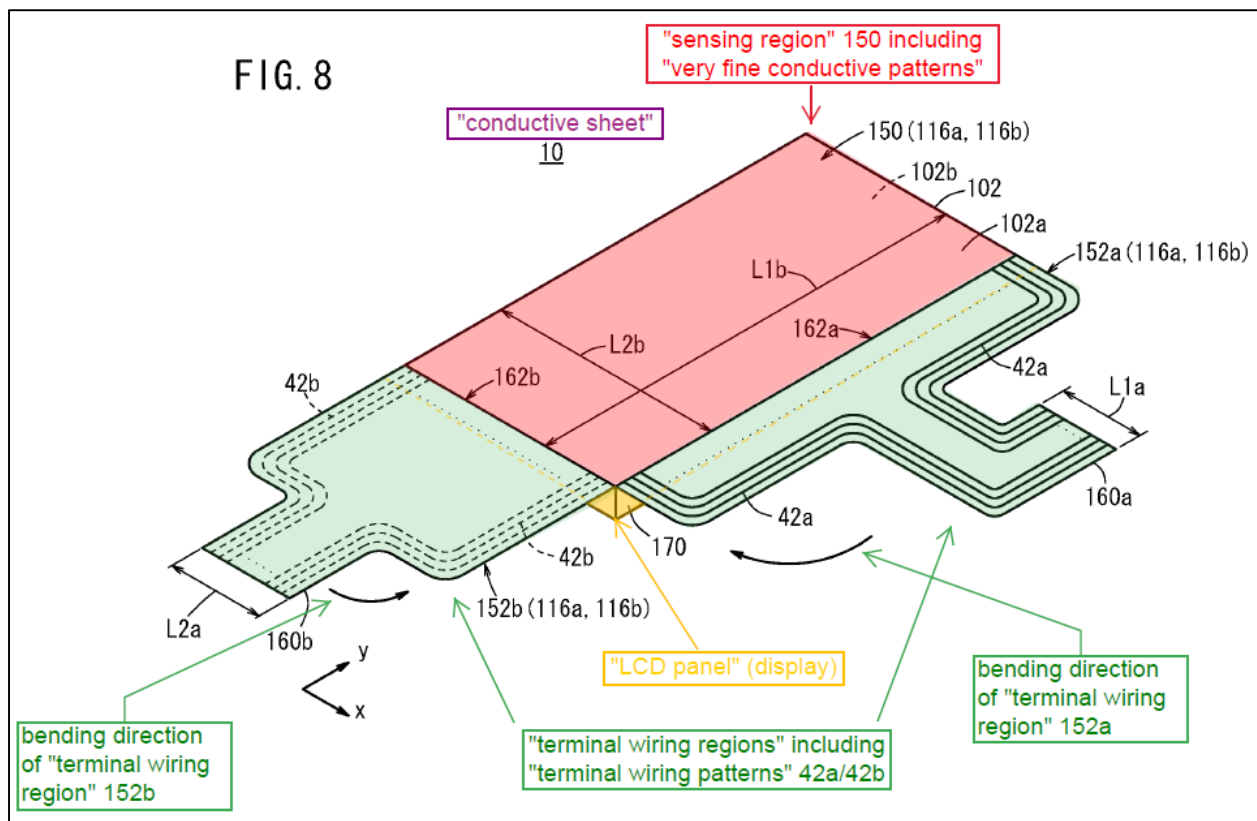 FIG. 8
"sensing region" 150 including
"very fine conductive patterns"
"conductive sheet"
10
150 (116a, 116b)
102b
102
102a
152a (116a, 116b)
L1b
162a
L2b
42b
162b
42a
L1a
160a
42a
170
42b
152b (116a, 116b)
L2a
160b
y
x
"LCD panel" (display)
bending direction
of "terminal wiring
region" 152a
bending direction
of "terminal wiring
region" 152b
"terminal wiring regions" including
"terminal wiring patterns" 42a/42b